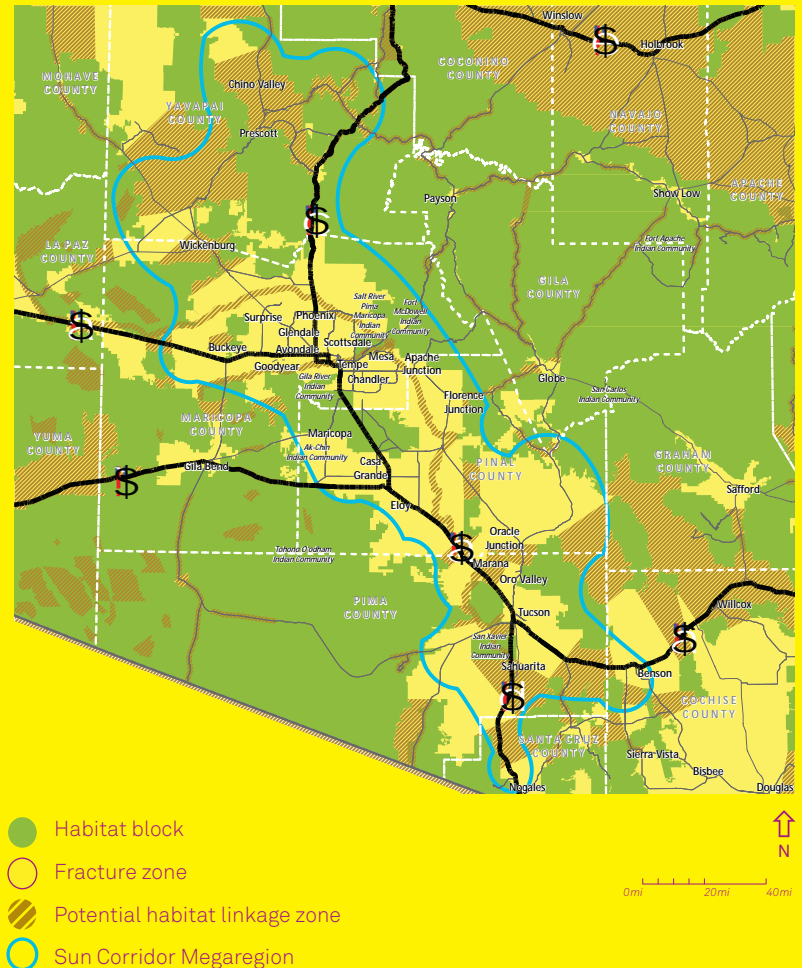 Winslow
Holbrook
COCONINO
COUNTY
MOHAVE
COUNTY
Chino Valley
YAVAPAI
COUNTY
NAVAJO
COUNTY
Prescott
APACHE
COUNTY
Payson
Show Low
Fort Apache
Indian Community
LA PAZ
COUNTY
Wickenburg
GILA
COUNTY
Salt River
Pima
Maricopa
Indian
Community
Fort
McDowell
Indian
Community
Surprise
Phoenix
Glendale
Scottsdale
Buckeye
Avondale
Goodyear
Tempe
Mesa
Apache
Junction
Chandler
Gila River
Indian
Community
Globe
San Carlos
Indian Community
Florence
Junction
YUMA
COUNTY
MARICOPA
COUNTY
Maricopa
Ak-Chin
Indian Community
Casa
Grande
PINAL
COUNTY
GRAHAM
COUNTY
Gila Bend
Safford
Eloy
Oracle
Junction
Tohono O'odham
Indian Community
Marana
Oro Valley
PIMA
COUNTY
Tucson
Willcox
San Xavier
Indian
Community
Sahuarita
Benson
COCHISE
COUNTY
SANTA CRUZ
COUNTY
Sierra Vista
Bisbee
Nogales
Douglas
$
$
$
$
$
$
$
Habitat block
Fracture zone
Potential habitat linkage zone
Sun Corridor Megaregion
N
0mi 20mi 40mi